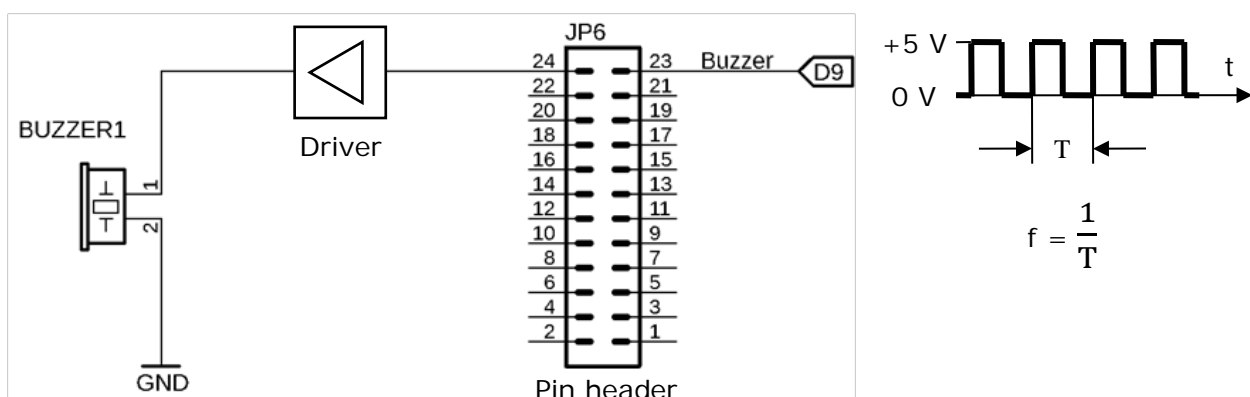 JP6
24 23 Buzzer D9
22 21
20 19
18 17
16 15
14 13
12 11
10 9
8 7
6 5
4 3
2 1
Pin header
Driver
BUZZER1
1
2
GND
+5 V
0 V
t
T
f = 1/T